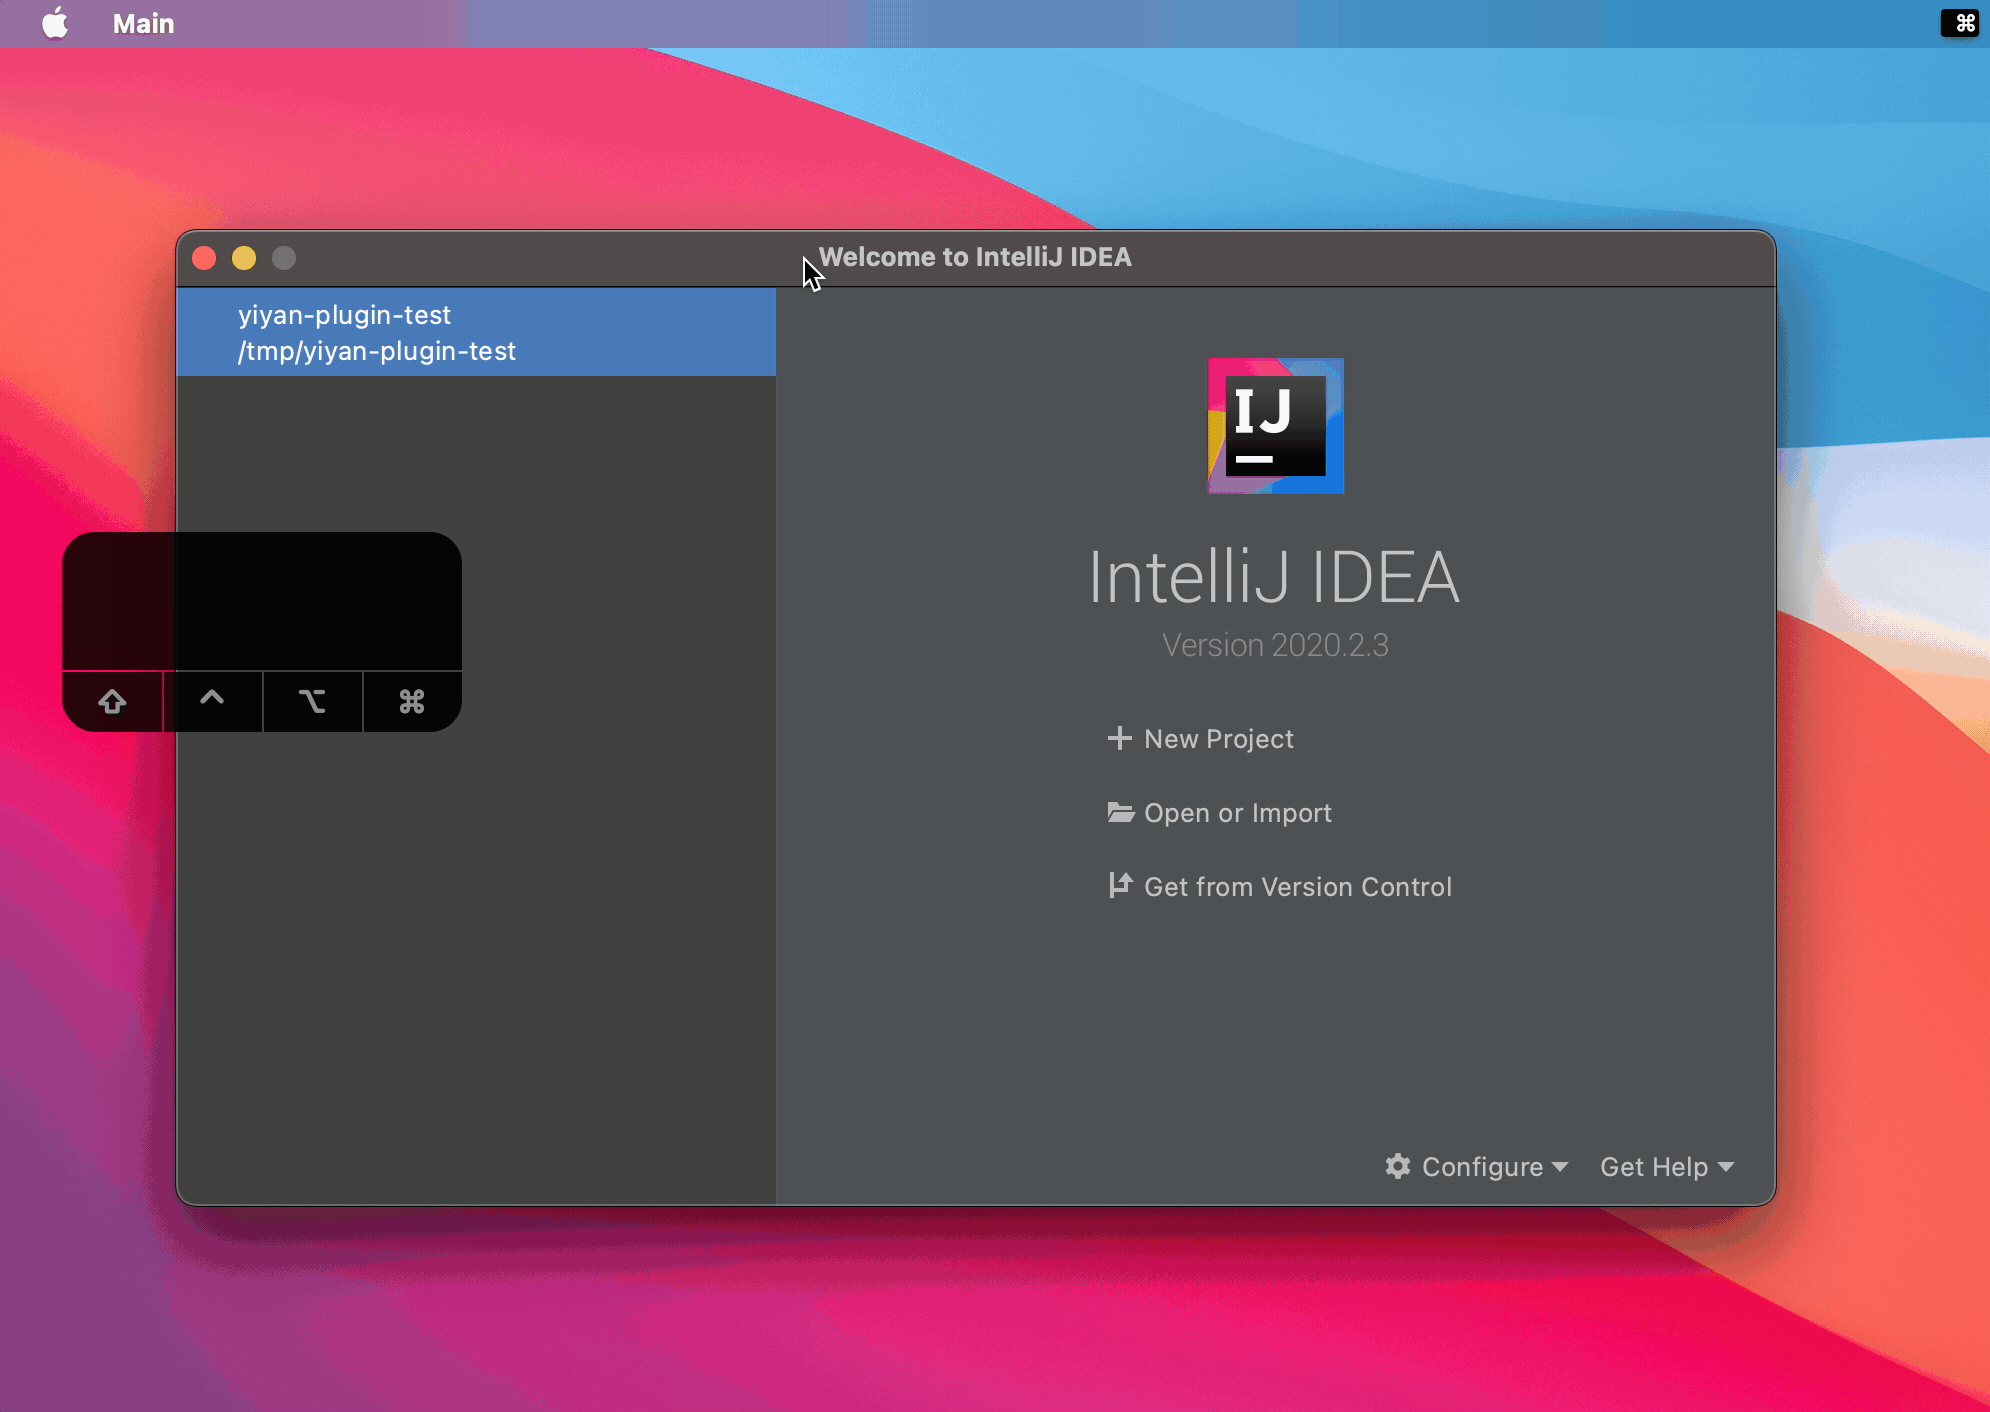 Main
Welcome to IntelliJ IDEA
yiyan-plugin-test
/tmp/yiyan-plugin-test
IJ
IntelliJ IDEA
Version 2020.2.3
New Project
Open or Import
Get from Version Control
Configure
Get Help